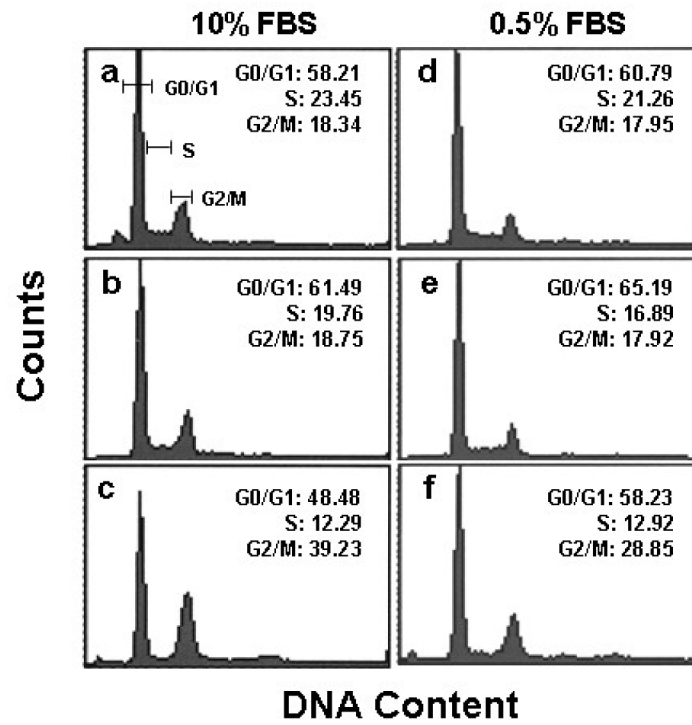 10% FBS
0.5% FBS
a
G0/G1: 58.21
S: 23.45
G2/M: 18.34
G0/G1
S
G2/M
d
G0/G1: 60.79
S: 21.26
G2/M: 17.95
b
G0/G1: 61.49
S: 19.76
G2/M: 18.75
e
G0/G1: 65.19
S: 16.89
G2/M: 17.92
c
G0/G1: 48.48
S: 12.29
G2/M: 39.23
f
G0/G1: 58.23
S: 12.92
G2/M: 28.85
Counts
DNA Content